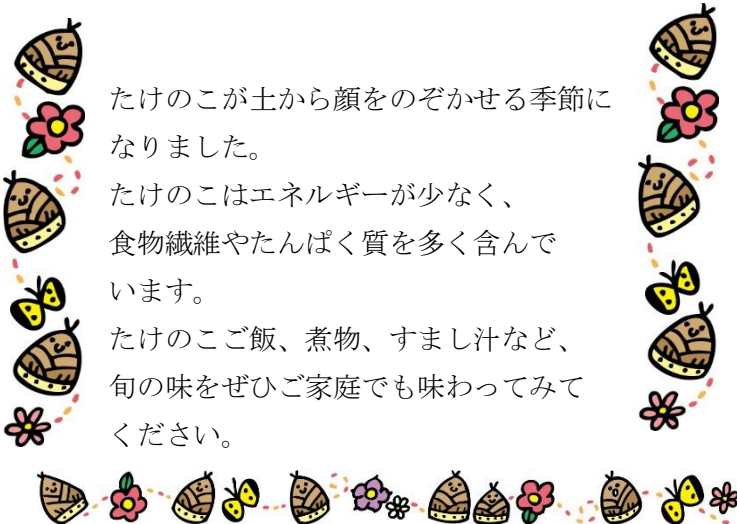 たけのこが土から顔をのぞかせる季節に
なりました。
たけのこはエネルギーが少なく、
食物繊維やたんぱく質を多く含んで
います。
たけのこご飯、煮物、すまし汁など、
旬の味をぜひご家庭でも味わってみて
ください。